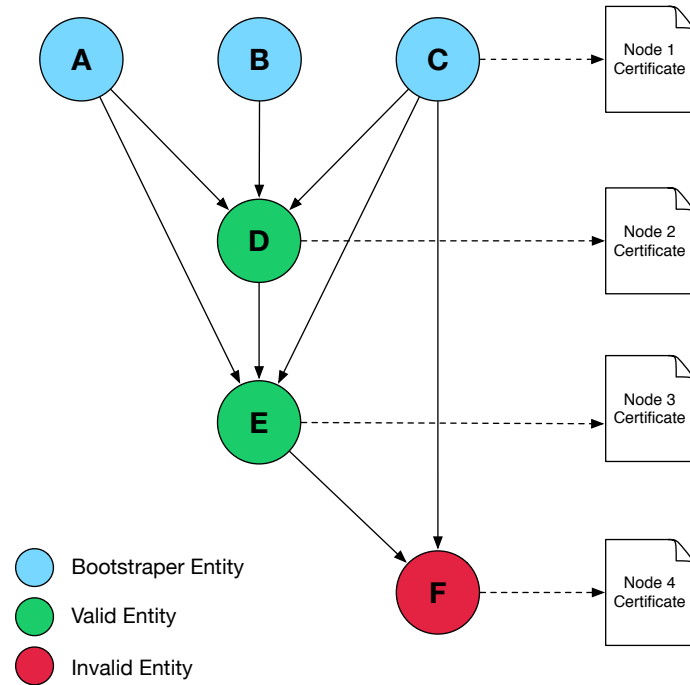 A
B
C
Node 1
Certificate
D
Node 2
Certificate
E
Node 3
Certificate
F
Node 4
Certificate
Bootstraper Entity
Valid Entity
Invalid Entity